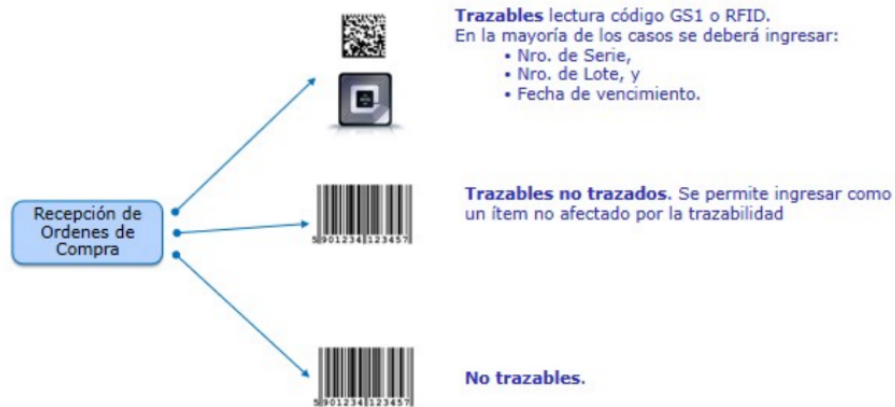 Trazables lectura código GS1 o RFID.
En la mayoría de los casos se deberá ingresar:
• Nro. de Serie,
• Nro. de Lote, y
• Fecha de vencimiento.
Recepción de
Ordenes de
Compra
5 901234 123457
Trazables no trazados. Se permite ingresar como
un ítem no afectado por la trazabilidad
5 901234 123457
No trazables.